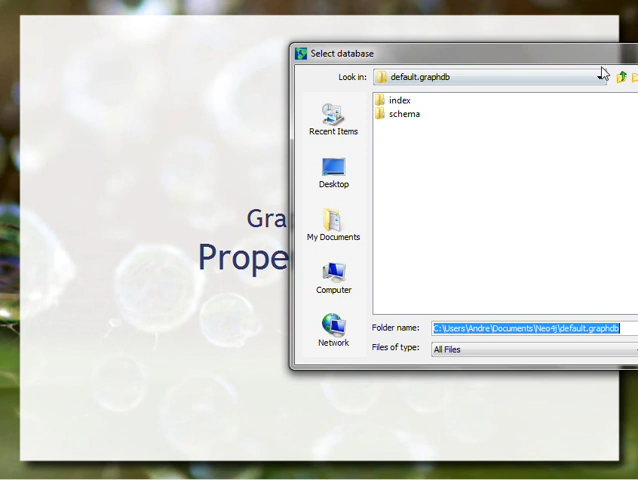 Select database
Look in:
default.graphdb
index
schema
Recent Items
Desktop
My Documents
Computer
Network
Folder name:
C:\Users\Andre\Documents\Neo4j\default.graphdb
Files of type:
All Files
Gra
Prope